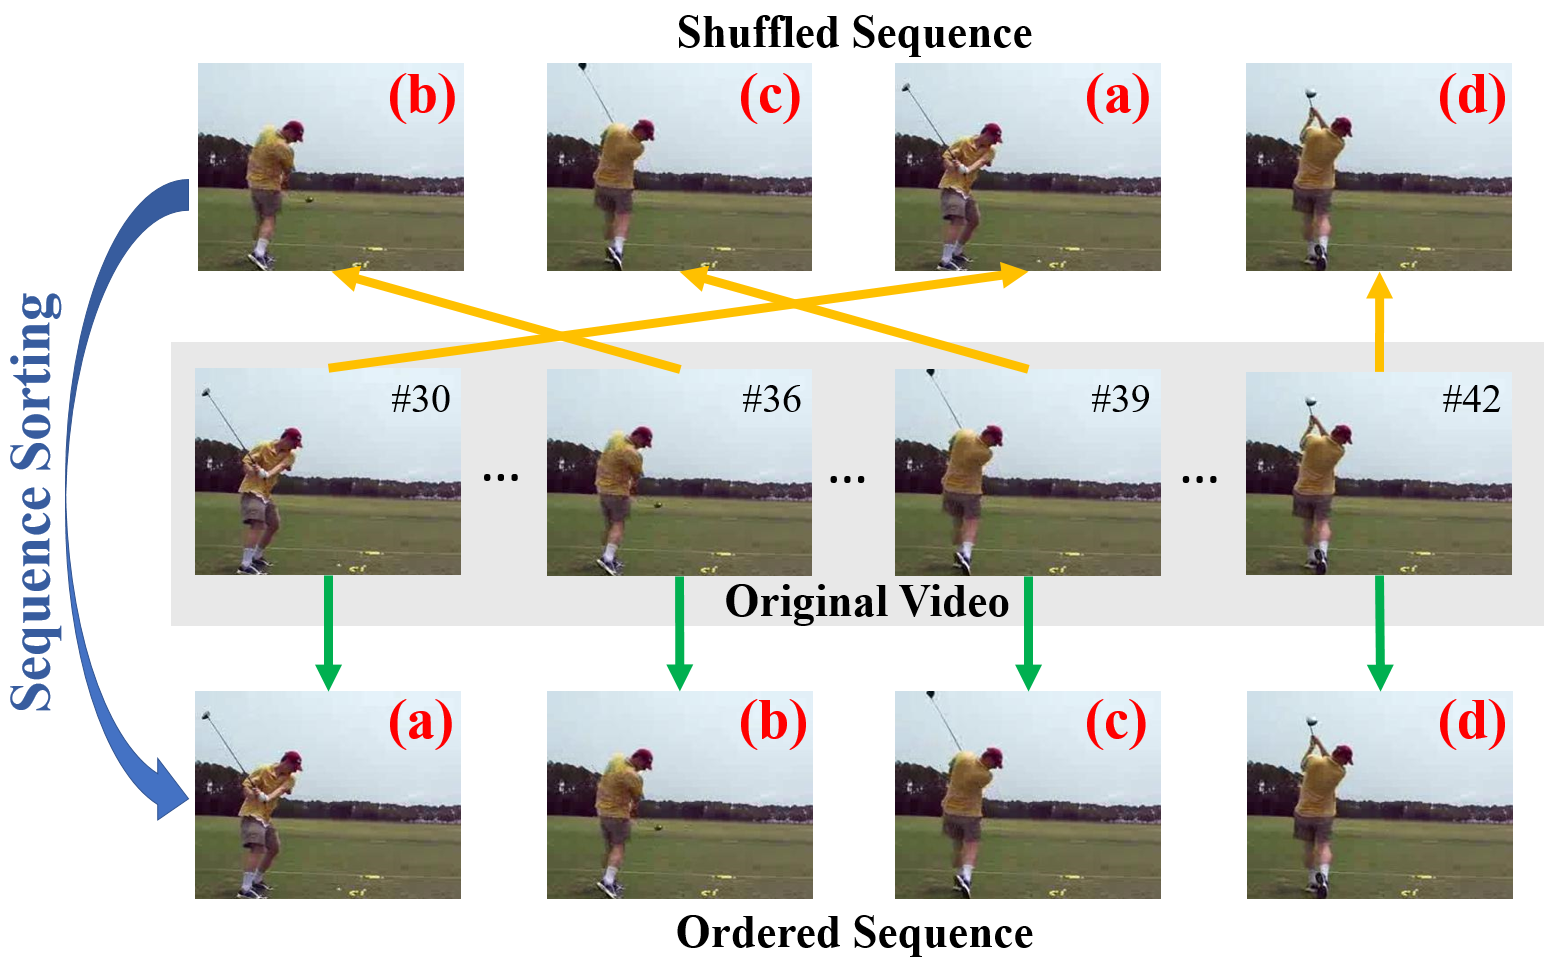 Shuffled Sequence
(b) (c) (a) (d)
Sequence Sorting
#30 ... #36 ... #39 ... #42
Original Video
(a) (b) (c) (d)
Ordered Sequence